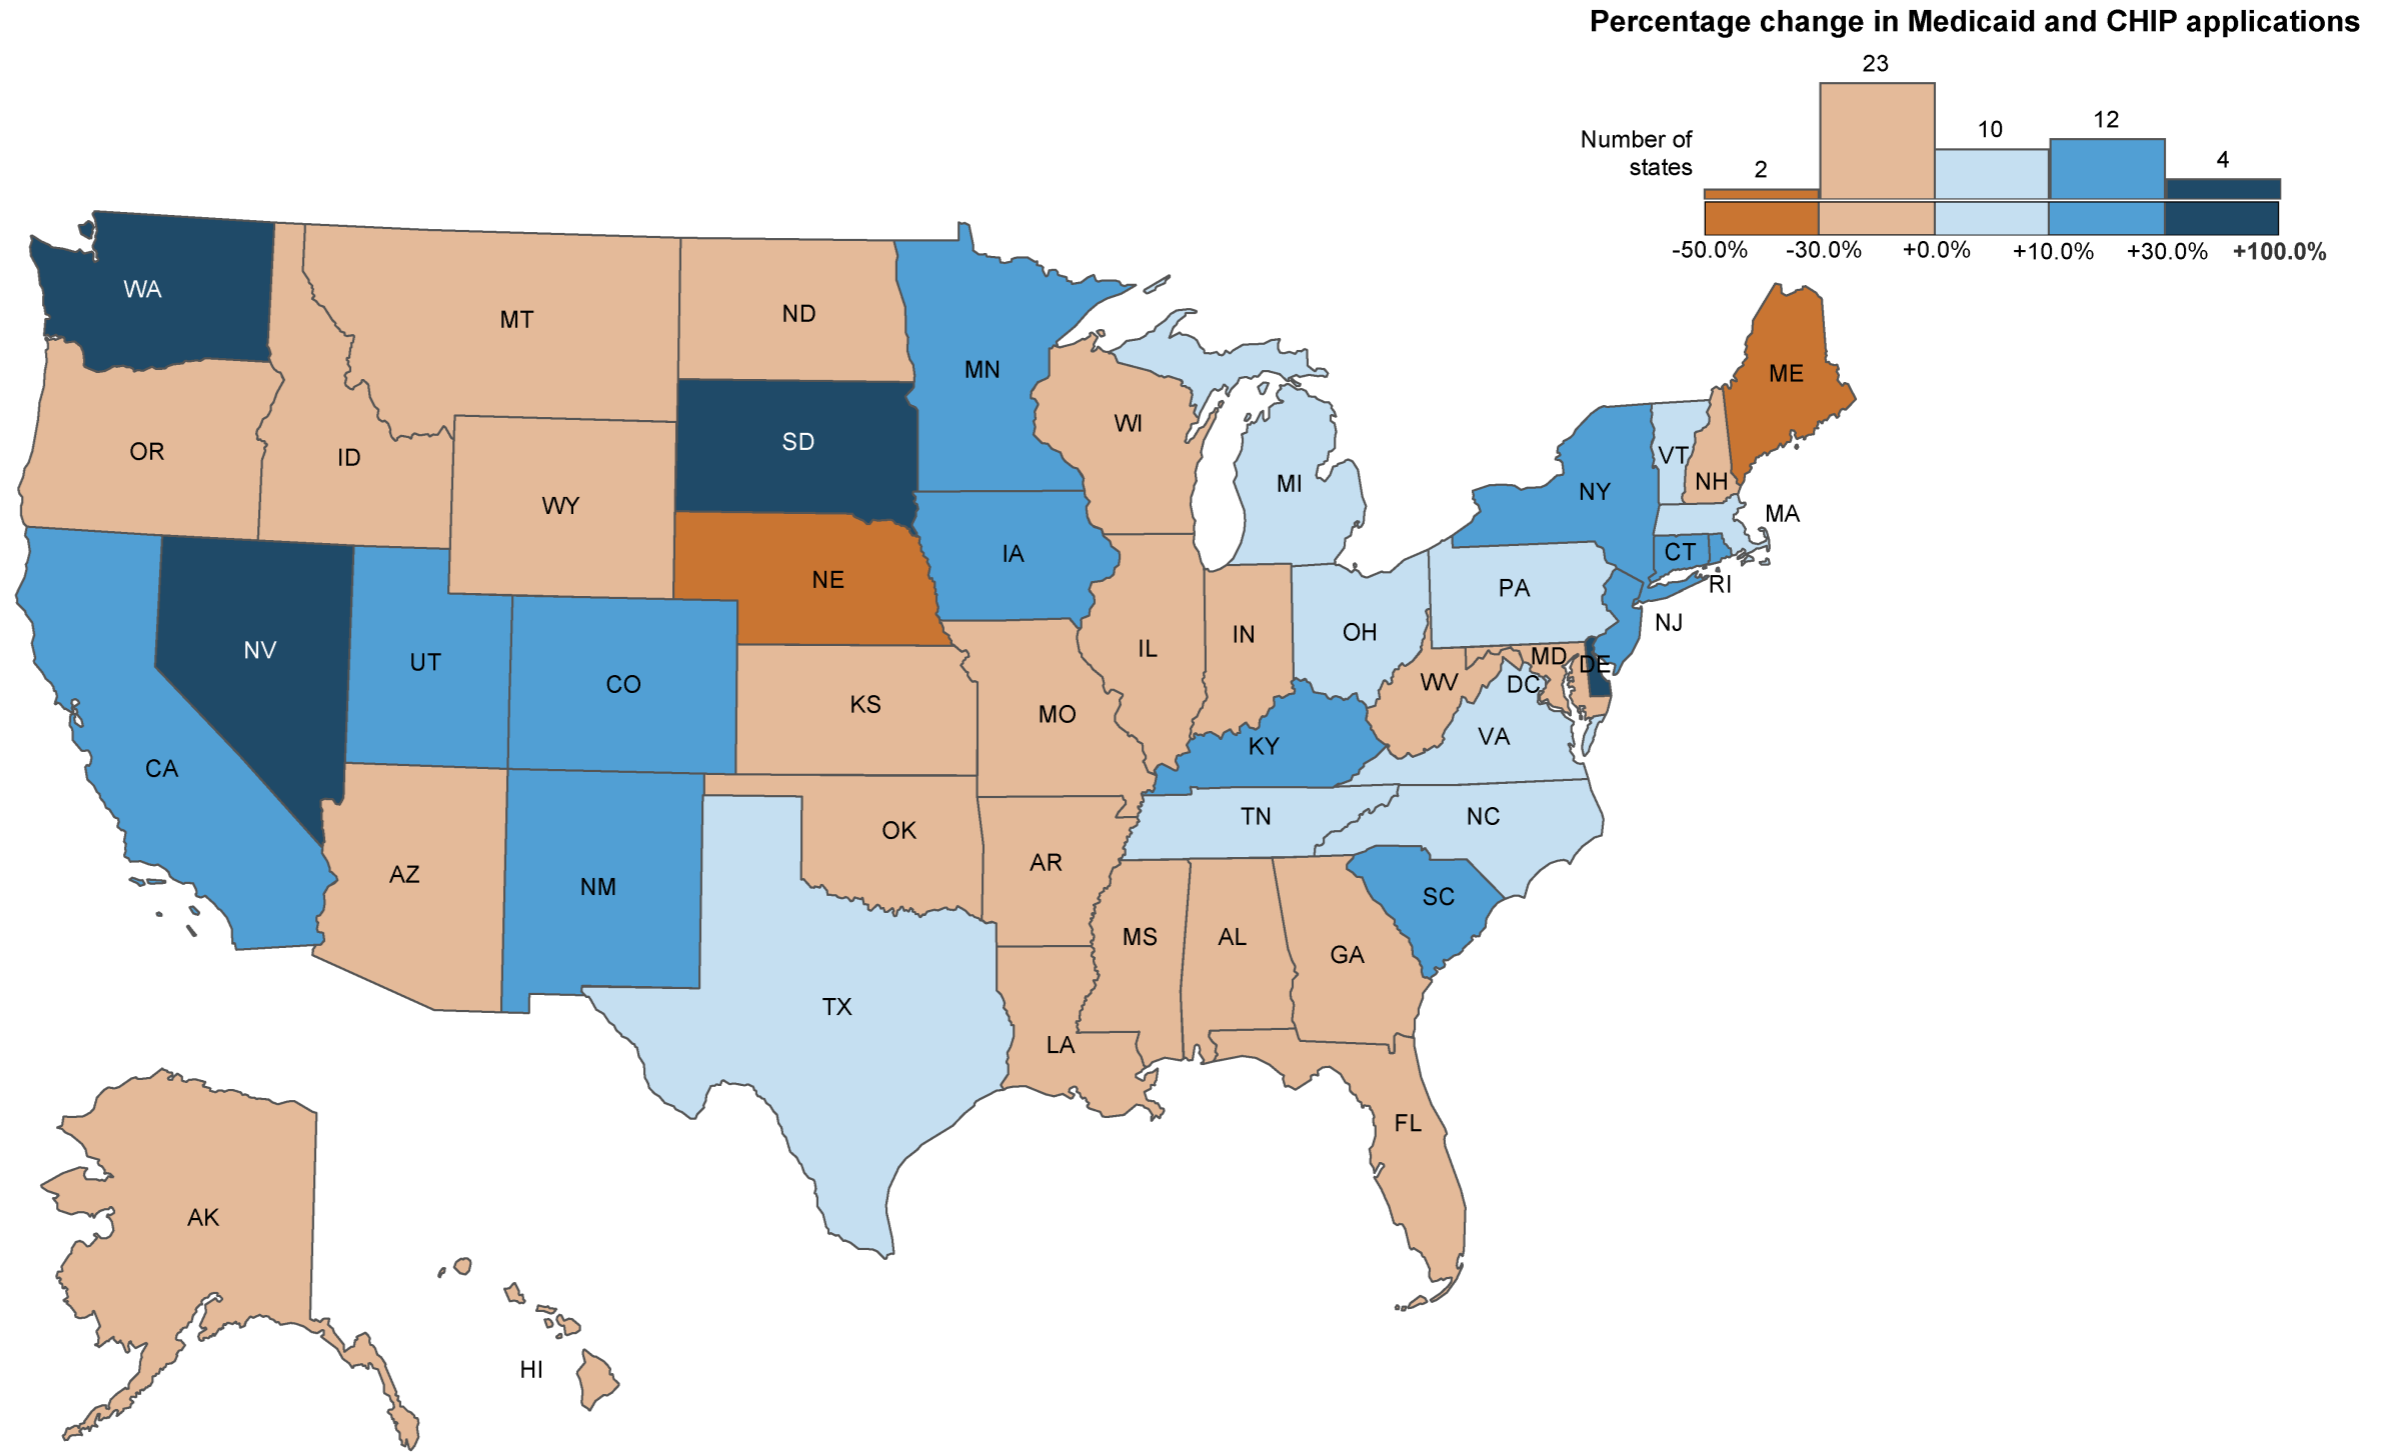 Percentage change in Medicaid and CHIP applications
23
12
10
Number of
states
2
4
-50.0%
-30.0%
+0.0%
+10.0%
+30.0%
+100.0%
WA
MT
ND
MN
ME
OR
ID
SD
WI
VT
NH
MI
NY
WY
MA
IA
CT
NE
PA
RI
NV
UT
CO
IL
IN
OH
NJ
MD
DE
WV
DC
KS
MO
VA
KY
CA
TN
NC
OK
AR
AZ
NM
SC
MS
AL
GA
TX
LA
FL
AK
HI